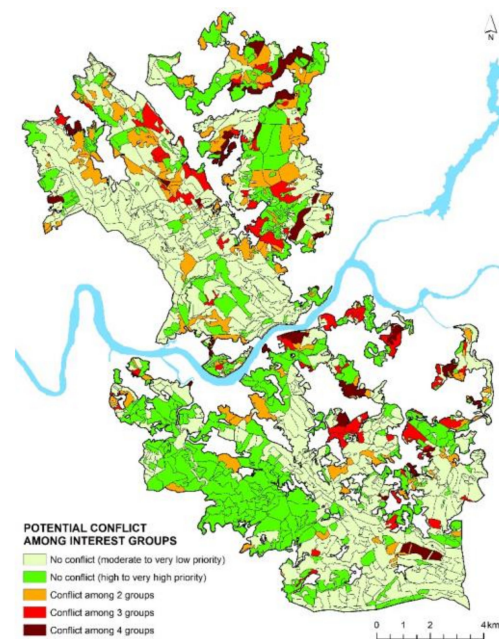 N
POTENTIAL CONFLICT
AMONG INTEREST GROUPS
No conflict (moderate to very low priority)
No conflict (high to very high priority)
Conflict among 2 groups
Conflict among 3 groups
Conflict among 4 groups
0 1 2 4km